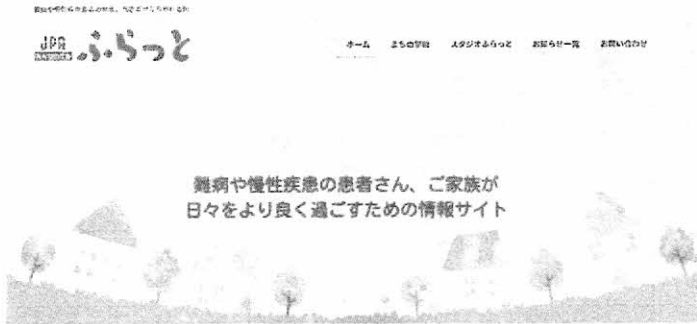 JPA
ふらっと
ホーム
まちの学校
スタジオふらっと
お知らせ一覧
お問い合わせ
難病や慢性疾患の患者さん、ご家族が
日々をより良く過ごすための情報サイト